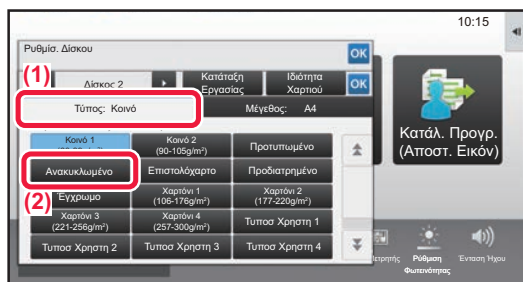 10:15
Ρυθμίσ. Δίσκου
OK
(1)
Δίσκος 2
Κατάταξη
Εργασίας
Ιδιότητα
Χαρτιού
OK
Τύπος: Κοινό
Μέγεθος: A4
Κατάλ. Προγρ.
(Αποστ. Εικόν)
Κοινό 1
Κοινό 2
(90-105g/m²)
Προτυπωμένο
Ανακυκλωμένο
Επιστολόχαρτο
Προδιατρημένο
(2)
Έγχρωμο
Χαρτόνι 1
(106-176g/m²)
Χαρτόνι 2
(177-220g/m²)
Χαρτόνι 3
(221-256g/m²)
Χαρτόνι 4
(257-300g/m²)
Τυποσ Χρηστη 1
Τυποσ Χρηστη 2
Τυποσ Χρηστη 3
Τυποσ Χρηστη 4
Ρύθμιση
Φωτεινότητας
Ένταση Ήχου